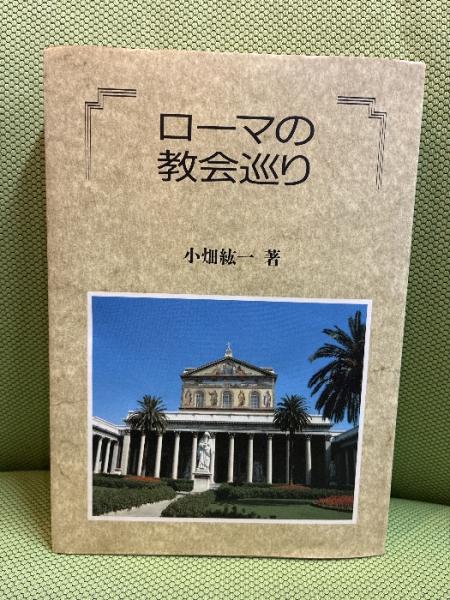 ローマの
教会巡り
小畑紘一 著